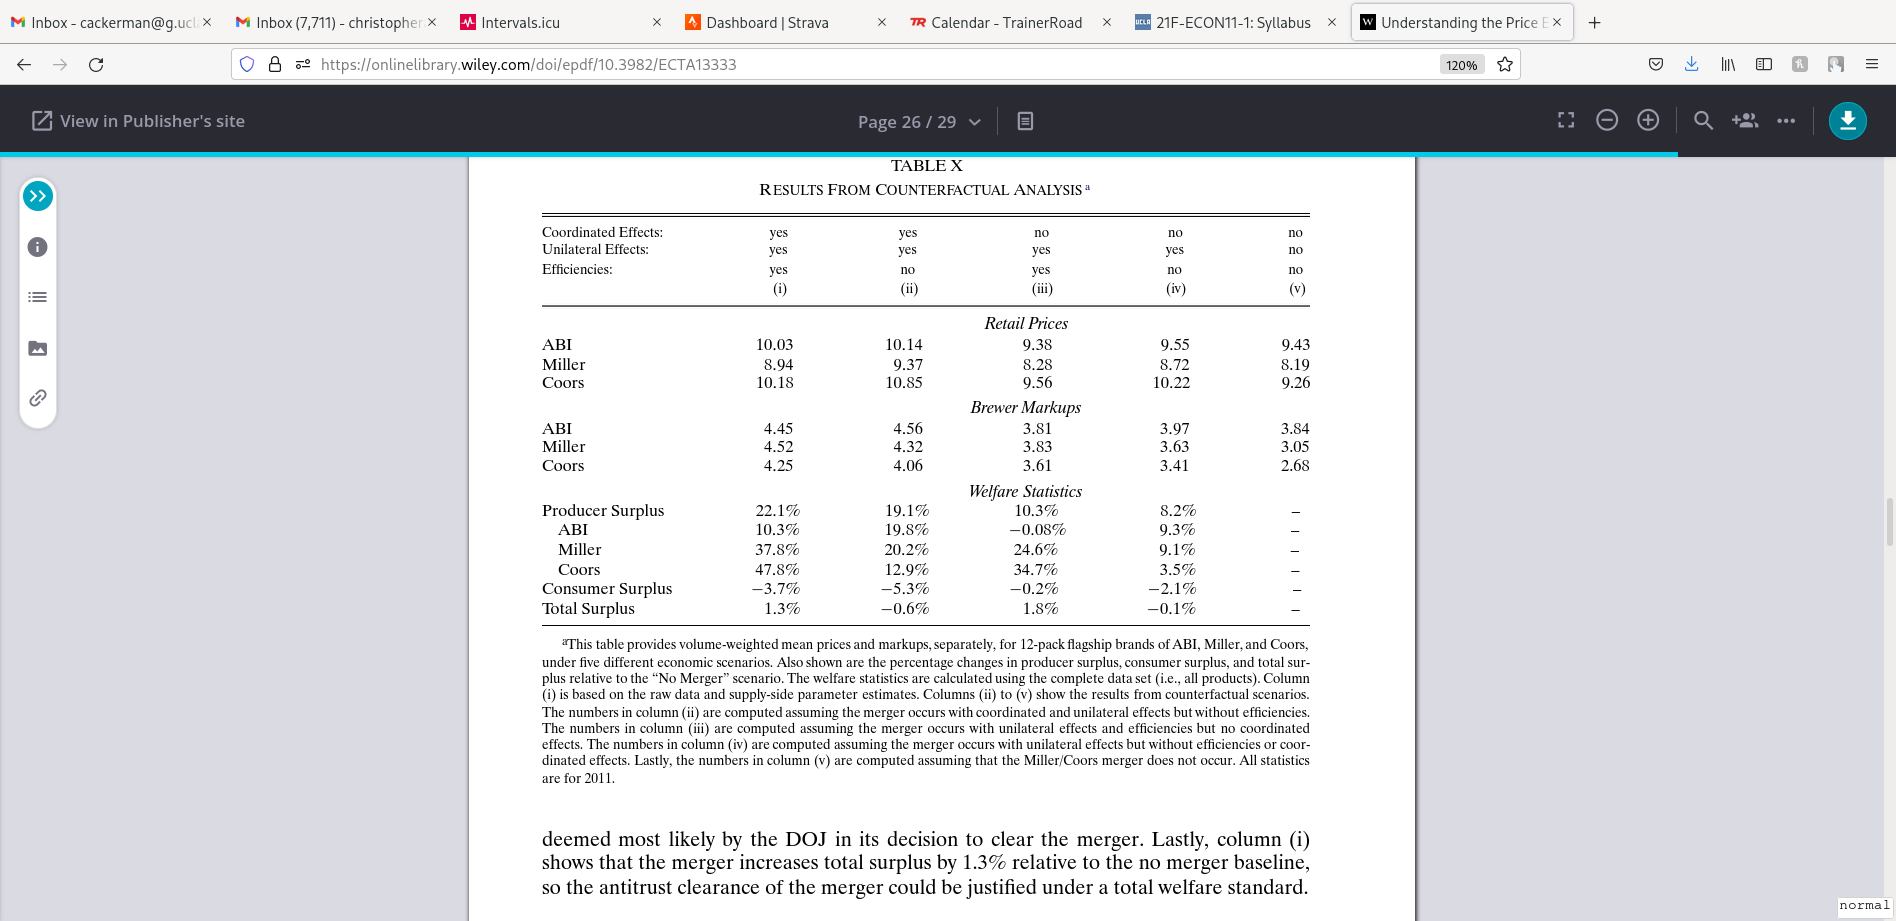 Inbox - cackerman@g.ucl
Inbox (7,711) - christopher
Intervals.icu
Dashboard | Strava
TR Calendar - TrainerRoad
UCLA 21F-ECON11-1: Syllabus
W Understanding the Price E
https://onlinelibrary.wiley.com/doi/epdf/10.3982/ECTA13333 120%
View in Publisher's site Page 26 / 29
TABLE X
RESULTS FROM COUNTERFACTUAL ANALYSIS a
Coordinated Effects: yes yes no no no
Unilateral Effects: yes yes yes yes no
Efficiencies: yes no yes no no
(i) (ii) (iii) (iv) (v)
Retail Prices
ABI 10.03 10.14 9.38 9.55 9.43
Miller 8.94 9.37 8.28 8.72 8.19
Coors 10.18 10.85 9.56 10.22 9.26
Brewer Markups
ABI 4.45 4.56 3.81 3.97 3.84
Miller 4.52 4.32 3.83 3.63 3.05
Coors 4.25 4.06 3.61 3.41 2.68
Welfare Statistics
Producer Surplus 22.1% 19.1% 10.3% 8.2% –
ABI 10.3% 19.8% −0.08% 9.3% –
Miller 37.8% 20.2% 24.6% 9.1% –
Coors 47.8% 12.9% 34.7% 3.5% –
Consumer Surplus −3.7% −5.3% −0.2% −2.1% –
Total Surplus 1.3% −0.6% 1.8% −0.1% –
aThis table provides volume-weighted mean prices and markups, separately, for 12-pack flagship brands of ABI, Miller, and Coors,
under five different economic scenarios. Also shown are the percentage changes in producer surplus, consumer surplus, and total sur-
plus relative to the “No Merger” scenario. The welfare statistics are calculated using the complete data set (i.e., all products). Column
(i) is based on the raw data and supply-side parameter estimates. Columns (ii) to (v) show the results from counterfactual scenarios.
The numbers in column (ii) are computed assuming the merger occurs with coordinated and unilateral effects but without efficiencies.
The numbers in column (iii) are computed assuming the merger occurs with unilateral effects and efficiencies but no coordinated
effects. The numbers in column (iv) are computed assuming the merger occurs with unilateral effects but without efficiencies or coor-
dinated effects. Lastly, the numbers in column (v) are computed assuming that the Miller/Coors merger does not occur. All statistics
are for 2011.
deemed most likely by the DOJ in its decision to clear the merger. Lastly, column (i)
shows that the merger increases total surplus by 1.3% relative to the no merger baseline,
so the antitrust clearance of the merger could be justified under a total welfare standard.
normal